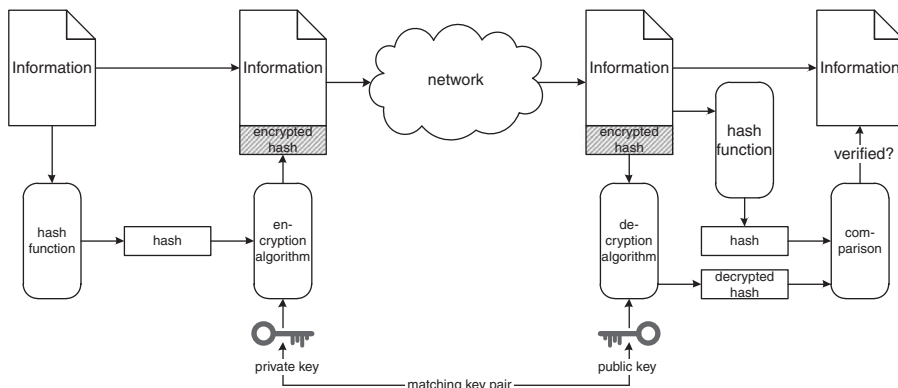 Information
Information
network
Information
Information
encrypted
hash
encrypted
hash
hash
function
verified?
hash
function
hash
en-
cryption
algorithm
de-
cryption
algorithm
hash
com-
parison
decrypted
hash
private key
public key
matching key pair